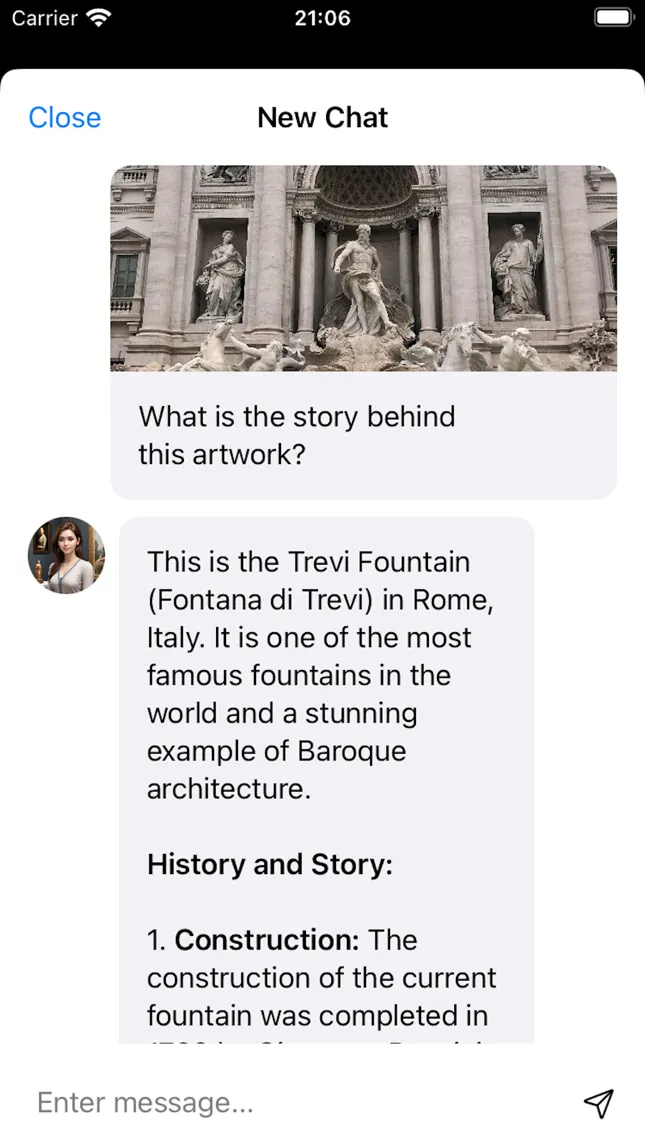 Carrier 21:06
Close New Chat
What is the story behind
this artwork?
This is the Trevi Fountain
(Fontana di Trevi) in Rome,
Italy. It is one of the most
famous fountains in the
world and a stunning
example of Baroque
architecture.
History and Story:
1. Construction: The
construction of the current
fountain was completed in
Enter message...